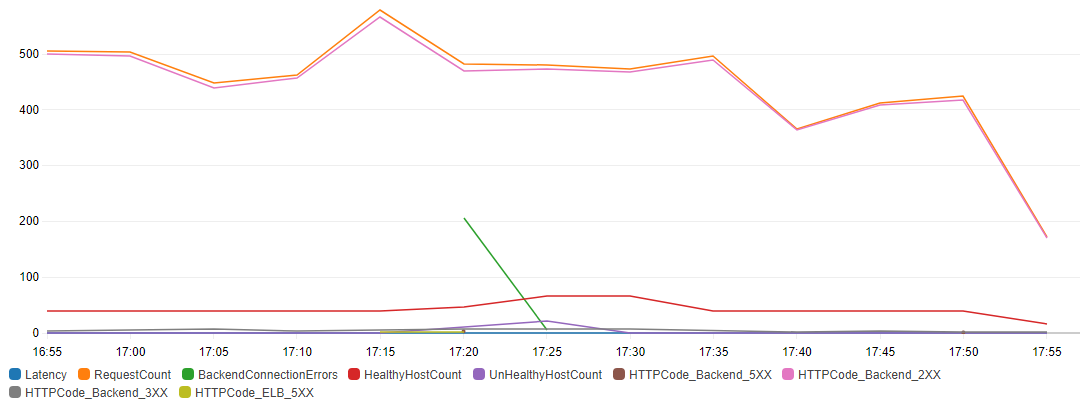 500
400
300
200
100
0
16:55 17:00 17:05 17:10 17:15 17:20 17:25 17:30 17:35 17:40 17:45 17:50 17:55
Latency RequestCount BackendConnectionErrors HealthyHostCount UnHealthyHostCount HTTPCode_Backend_5XX HTTPCode_Backend_2XX
HTTPCode_Backend_3XX HTTPCode_ELB_5XX